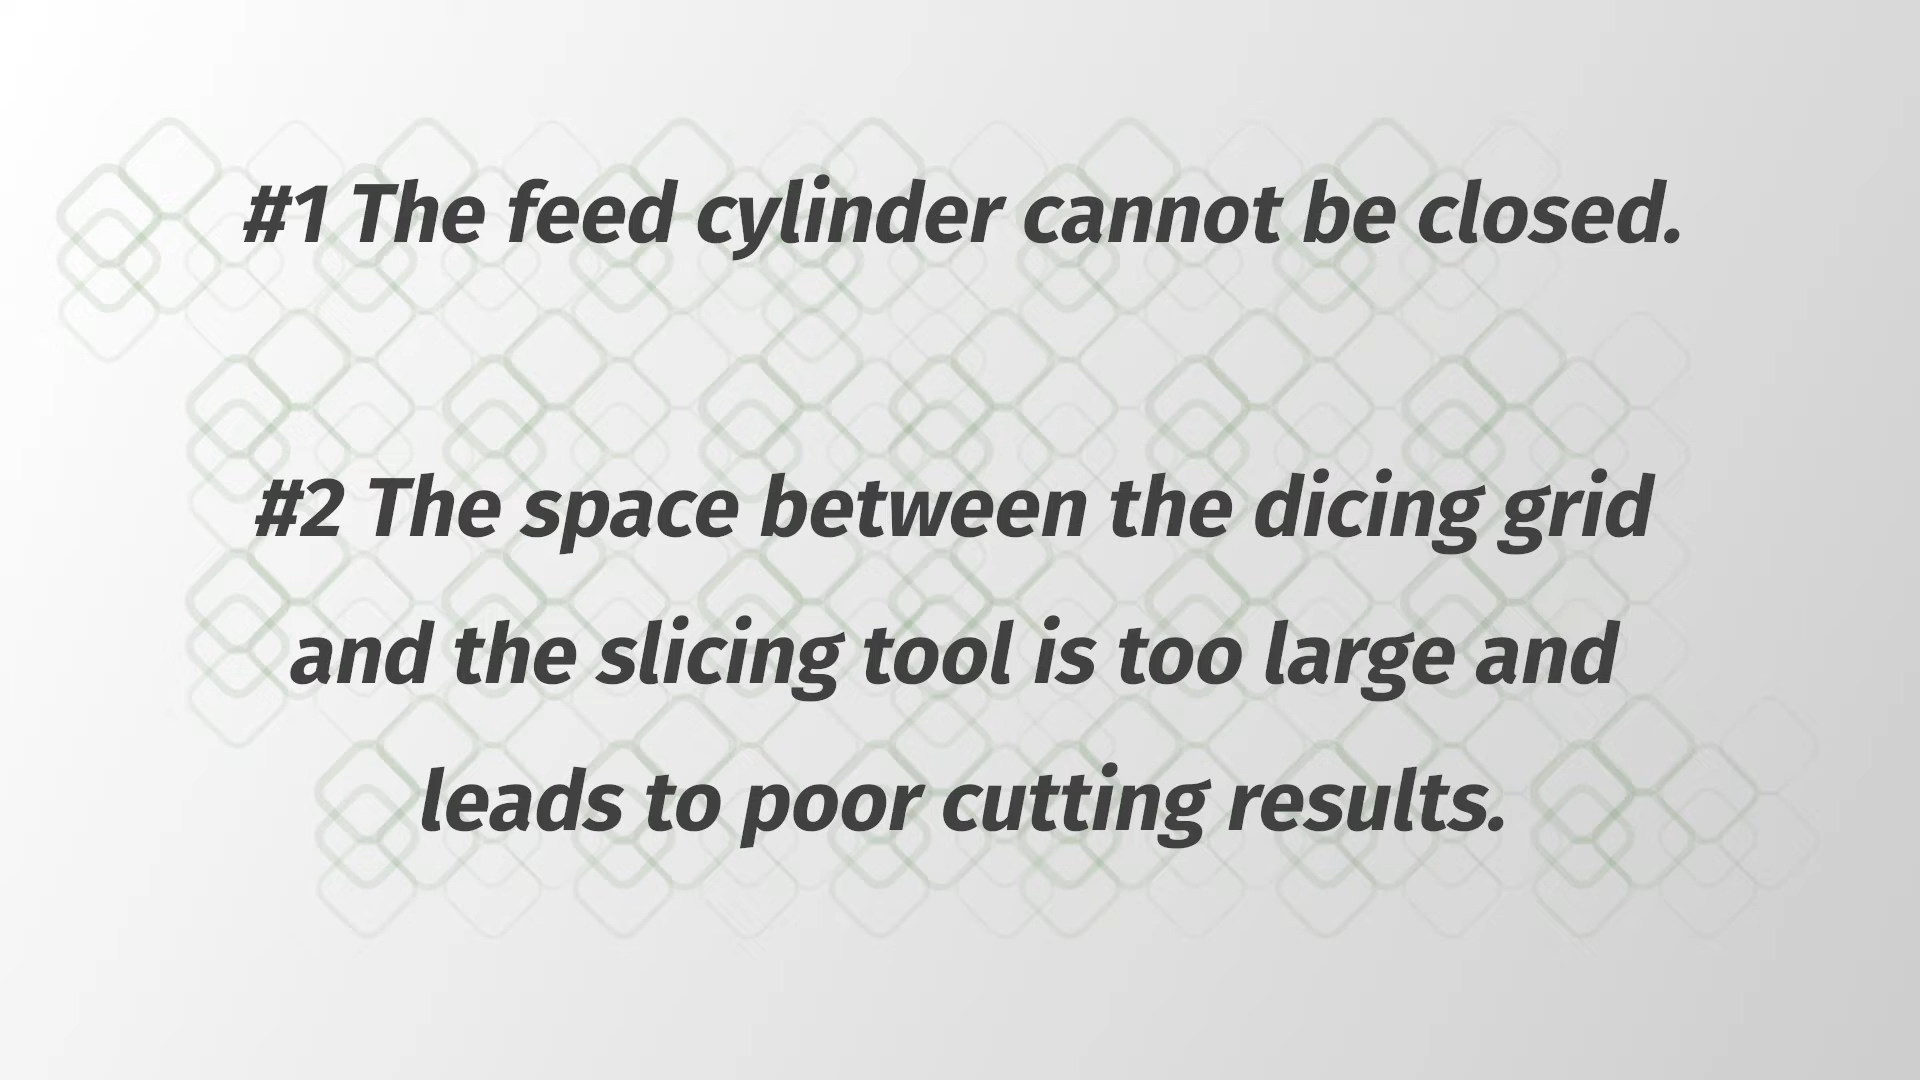 #1 The feed cylinder cannot be closed.
#2 The space between the dicing grid
and the slicing tool is too large and
leads to poor cutting results.